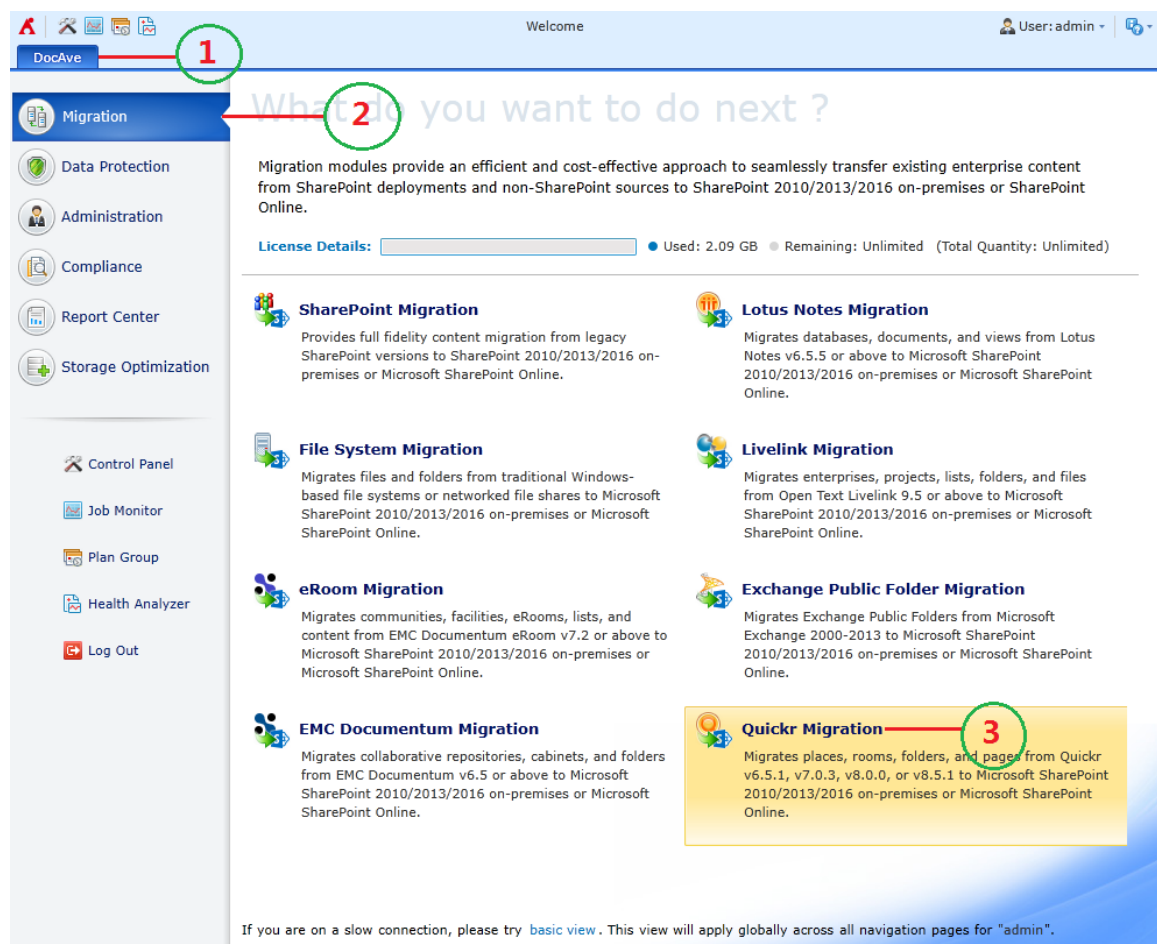 Welcome
User: admin
DocAve
1
Migration
Data Protection
Administration
Compliance
Report Center
Storage Optimization
Control Panel
Job Monitor
Plan Group
Health Analyzer
Log Out
What do you want to do next ?
2
Migration modules provide an efficient and cost-effective approach to seamlessly transfer existing enterprise content
from SharePoint deployments and non-SharePoint sources to SharePoint 2010/2013/2016 on-premises or SharePoint
Online.
License Details: Used: 2.09 GB Remaining: Unlimited (Total Quantity: Unlimited)
SharePoint Migration
Provides full fidelity content migration from legacy
SharePoint versions to SharePoint 2010/2013/2016 on-
premises or Microsoft SharePoint Online.
Lotus Notes Migration
Migrates databases, documents, and views from Lotus
Notes v6.5.5 or above to Microsoft SharePoint
2010/2013/2016 on-premises or Microsoft SharePoint
Online.
File System Migration
Migrates files and folders from traditional Windows-
based file systems or networked file shares to Microsoft
SharePoint 2010/2013/2016 on-premises or Microsoft
SharePoint Online.
Livelink Migration
Migrates enterprises, projects, lists, folders, and files
from Open Text Livelink 9.5 or above to Microsoft
SharePoint 2010/2013/2016 on-premises or Microsoft
SharePoint Online.
eRoom Migration
Migrates communities, facilities, eRooms, lists, and
content from EMC Documentum eRoom v7.2 or above to
Microsoft SharePoint 2010/2013/2016 on-premises or
Microsoft SharePoint Online.
Exchange Public Folder Migration
Migrates Exchange Public Folders from Microsoft
Exchange 2000-2013 to Microsoft SharePoint
2010/2013/2016 on-premises or Microsoft SharePoint
Online.
EMC Documentum Migration
Migrates collaborative repositories, cabinets, and folders
from EMC Documentum v6.5 or above to Microsoft
SharePoint 2010/2013/2016 on-premises or Microsoft
SharePoint Online.
Quickr Migration
3
Migrates places, rooms, folders, and pages from Quickr
v6.5.1, v7.0.3, v8.0.0, or v8.5.1 to Microsoft SharePoint
2010/2013/2016 on-premises or Microsoft SharePoint
Online.
If you are on a slow connection, please try basic view . This view will apply globally across all navigation pages for "admin".